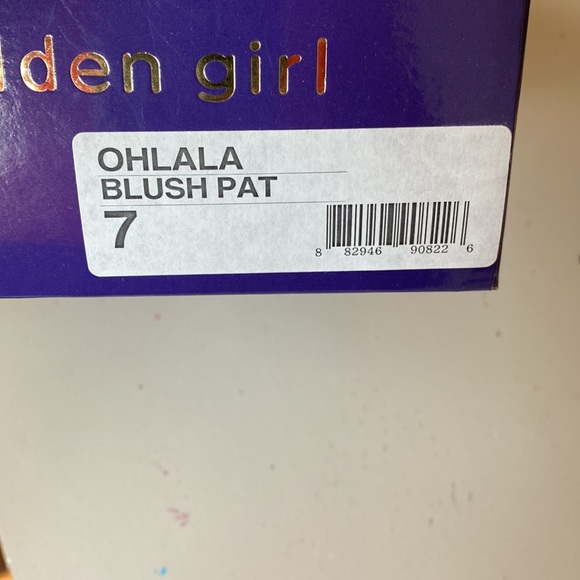 lden girl
OHLALA
BLUSH PAT
7
8 82946 90822 6